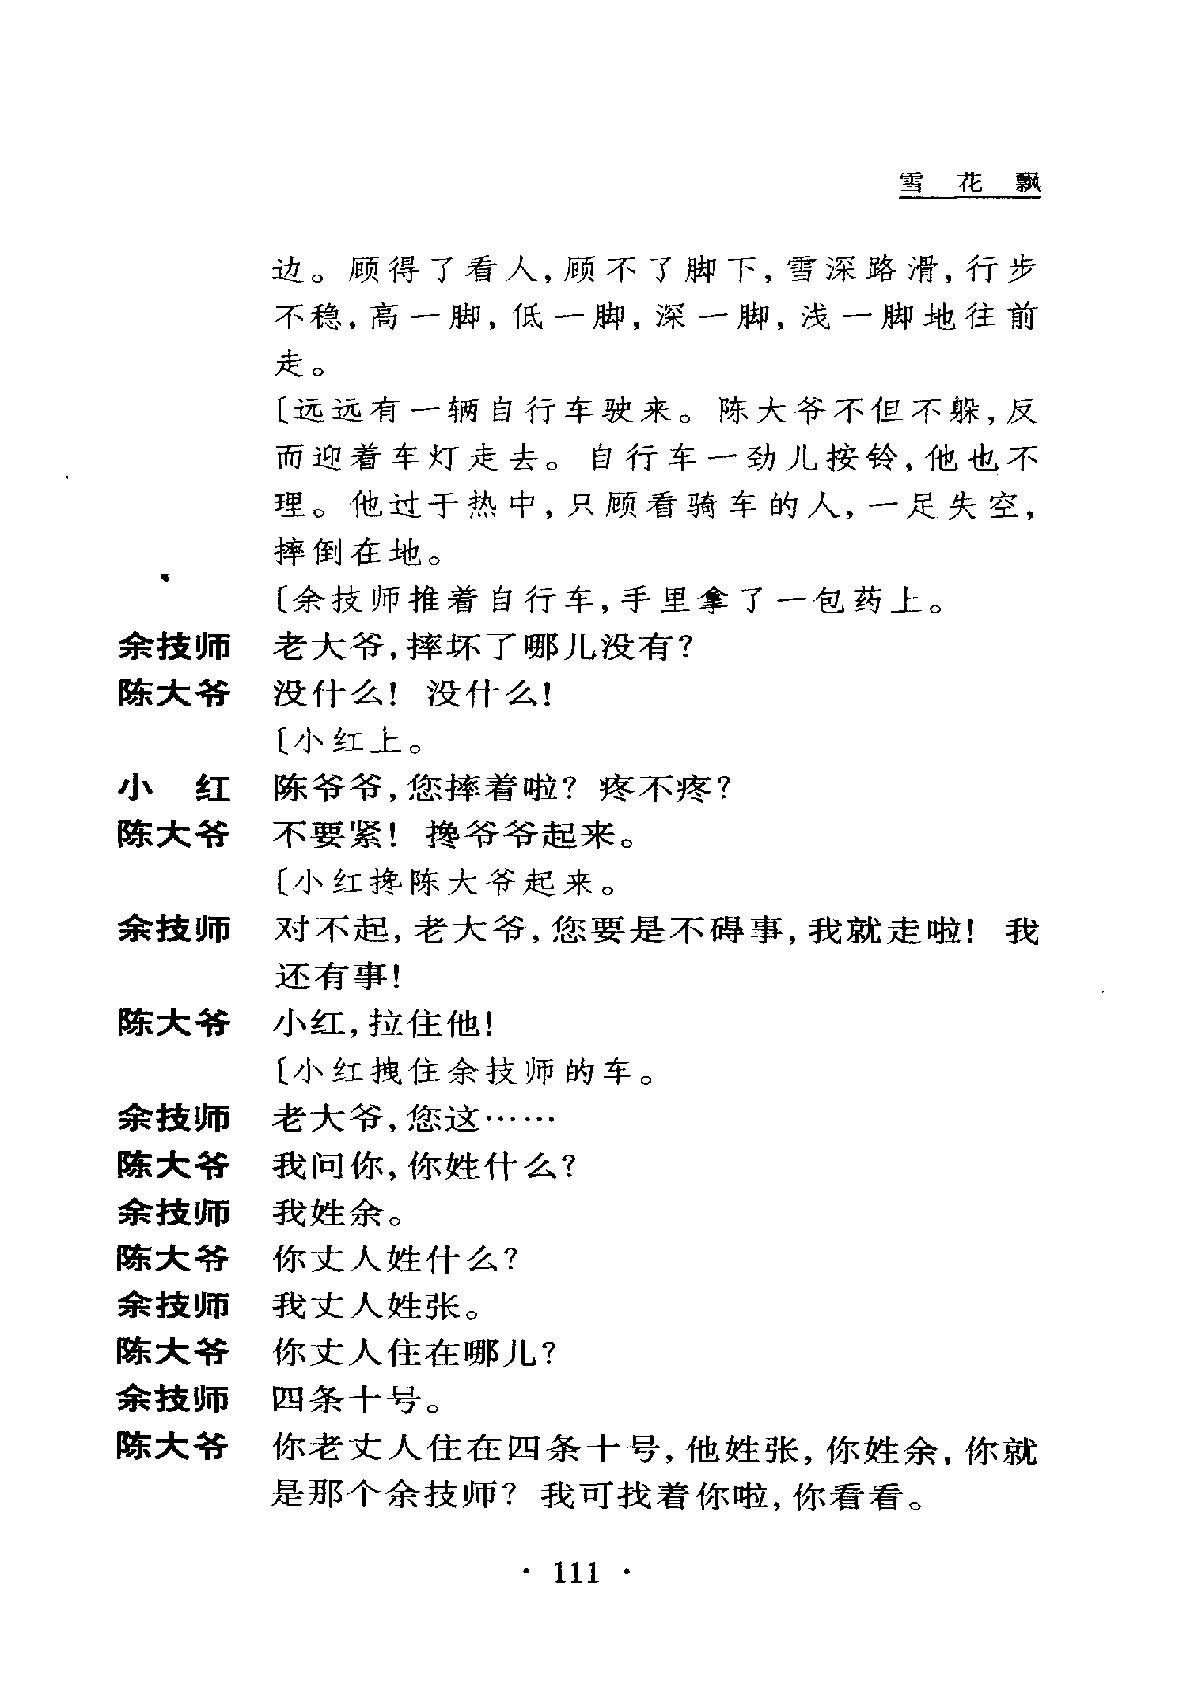 雪花飘
边。顾得了看人,顾不了脚下,雪深路滑,行步
不稳,高一脚,低一脚,深一脚,浅一脚地往前
走。
〔远远有一辆自行车驶来。陈大爷不但不躲,反
而迎着车灯走去。自行车一劲儿按铃,他也不
理。他过于热中,只顾看骑车的人,一足失空,
摔倒在地。
〔余技师推着自行车,手里拿了一包药上。
余技师 老大爷,摔坏了哪儿没有?
陈大爷 没什么! 没什么!
〔小红上。
小 红 陈爷爷,您摔着啦? 疼不疼?
陈大爷 不要紧! 搀爷爷起来。
〔小红搀陈大爷起来。
余技师 对不起,老大爷,您要是不碍事,我就走啦! 我
还有事!
陈大爷 小红,拉住他!
〔小红拽住余技师的车。
余技师 老大爷,您这……
陈大爷 我问你,你姓什么?
余技师 我姓余。
陈大爷 你丈人姓什么?
余技师 我丈人姓张。
陈大爷 你丈人住在哪儿?
余技师 四条十号。
陈大爷 你老丈人住在四条十号,他姓张,你姓余,你就
是那个余技师? 我可找着你啦,你看看。
· 111 ·